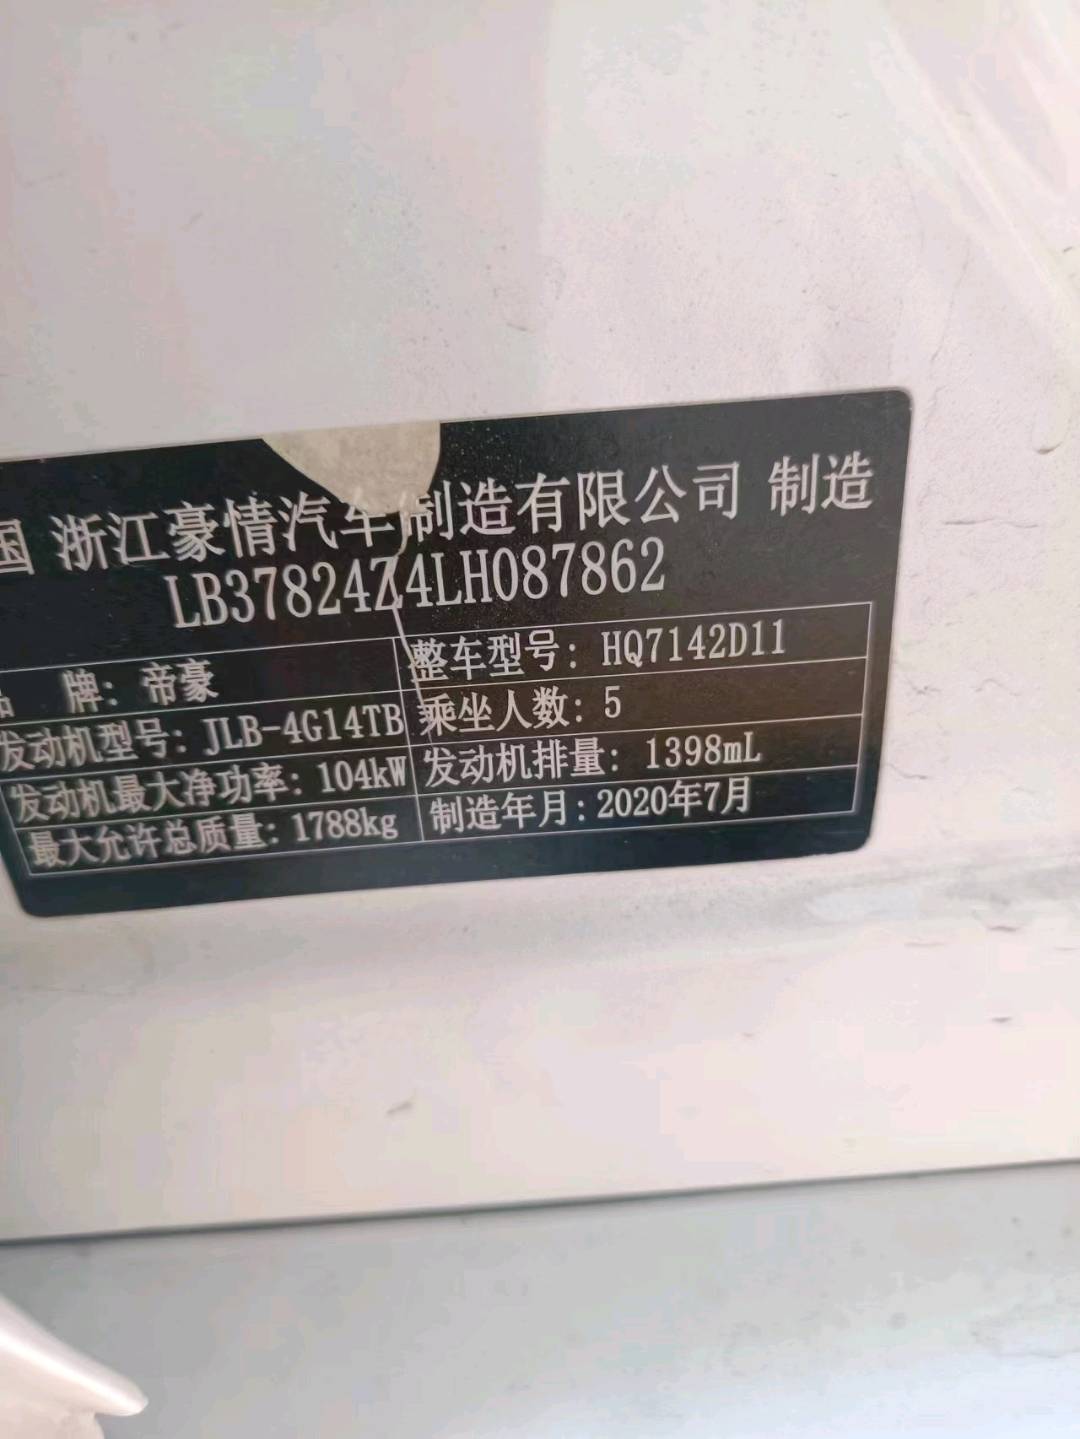 国 浙江豪情汽车制造有限公司 制造
LB37824Z4LH087862
品 牌：帝豪 整车型号：HQ7142D11
发动机型号：JLB-4G14TB 乘坐人数：5
发动机最大净功率：104kW 发动机排量：1398mL
最大允许总质量：1788kg 制造年月：2020年7月